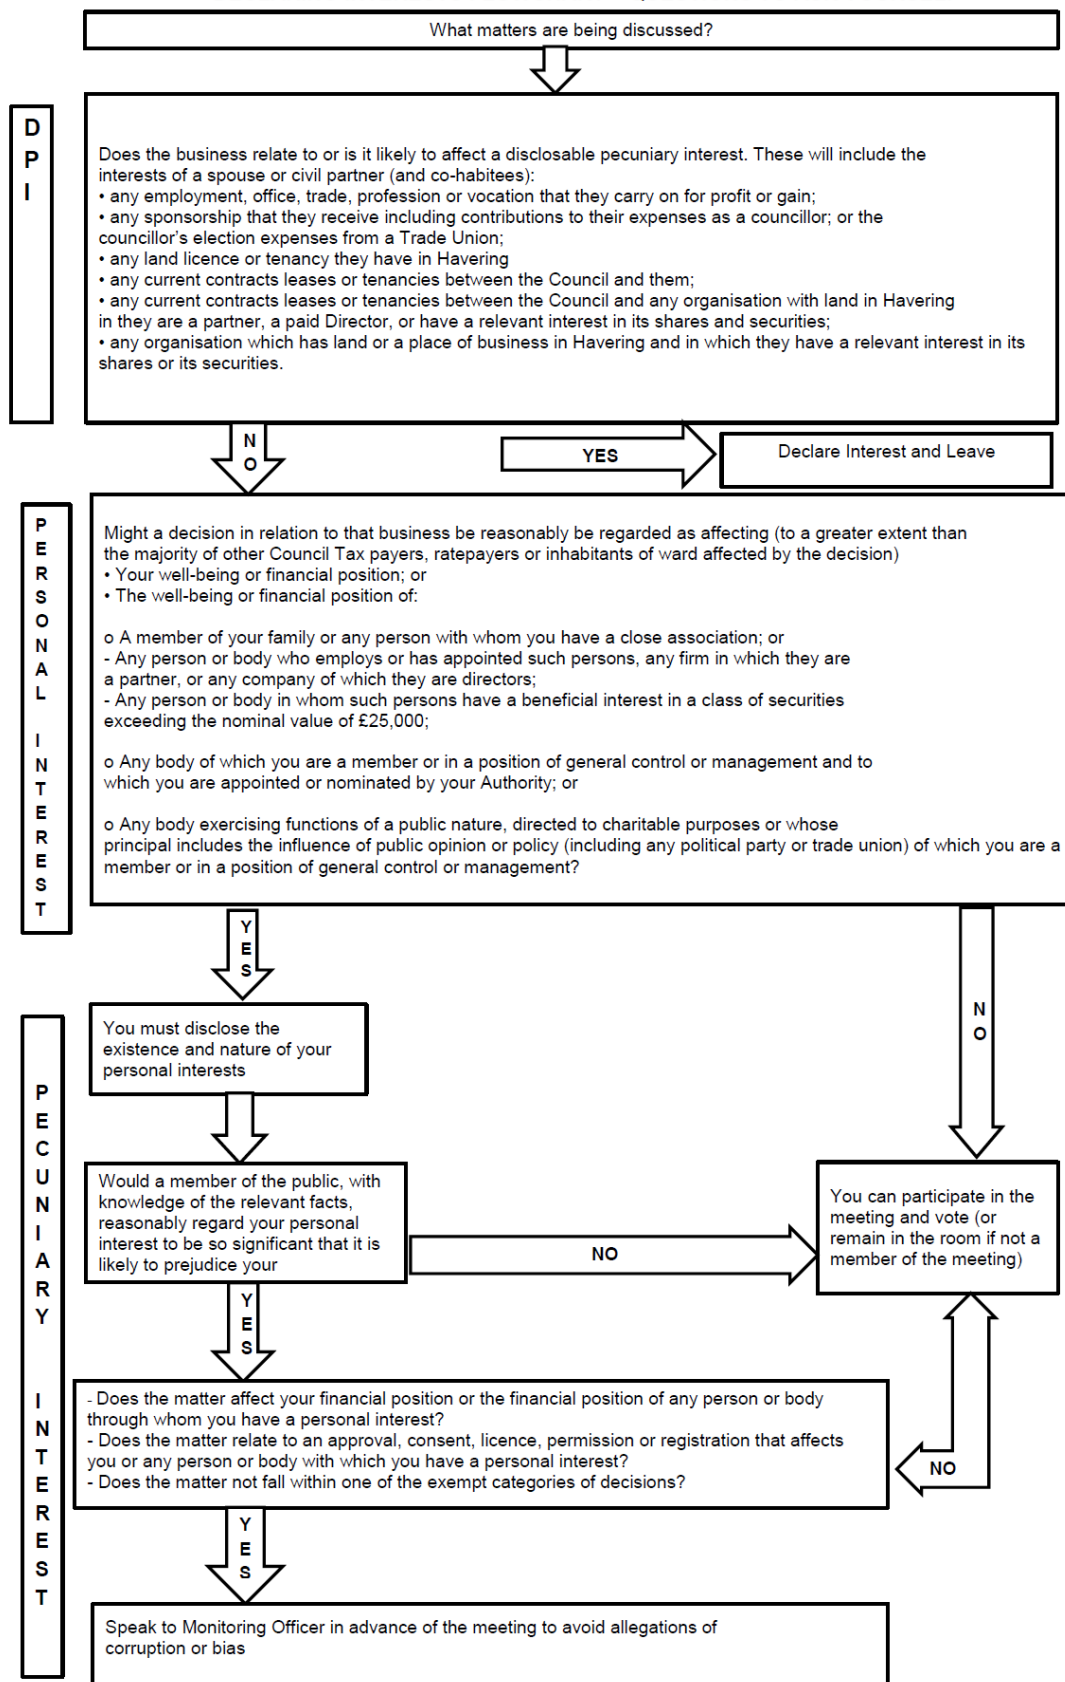 What matters are being discussed?
D
P
I
Does the business relate to or is it likely to affect a disclosable pecuniary interest. These will include the
interests of a spouse or civil partner (and co-habitees):
• any employment, office, trade, profession or vocation that they carry on for profit or gain;
• any sponsorship that they receive including contributions to their expenses as a councillor; or the
councillor's election expenses from a Trade Union;
• any land licence or tenancy they have in Havering
• any current contracts leases or tenancies between the Council and them;
• any current contracts leases or tenancies between the Council and any organisation with land in Havering
in they are a partner, a paid Director, or have a relevant interest in its shares and securities;
• any organisation which has land or a place of business in Havering and in which they have a relevant interest in its
shares or its securities.
N
O
YES
Declare Interest and Leave
P
E
R
S
O
N
A
L
I
N
T
E
R
E
S
T
Might a decision in relation to that business be reasonably be regarded as affecting (to a greater extent than
the majority of other Council Tax payers, ratepayers or inhabitants of ward affected by the decision)
• Your well-being or financial position; or
• The well-being or financial position of:
o A member of your family or any person with whom you have a close association; or
- Any person or body who employs or has appointed such persons, any firm in which they are
a partner, or any company of which they are directors;
- Any person or body in whom such persons have a beneficial interest in a class of securities
exceeding the nominal value of £25,000;
o Any body of which you are a member or in a position of general control or management and to
which you are appointed or nominated by your Authority; or
o Any body exercising functions of a public nature, directed to charitable purposes or whose
principal includes the influence of public opinion or policy (including any political party or trade union) of which you are a
member or in a position of general control or management?
Y
E
S
N
O
P
E
C
U
N
I
A
R
Y
I
N
T
E
R
E
S
T
You must disclose the
existence and nature of your
personal interests
Would a member of the public, with
knowledge of the relevant facts,
reasonably regard your personal
interest to be so significant that it is
likely to prejudice your
NO
You can participate in the
meeting and vote (or
remain in the room if not a
member of the meeting)
Y
E
S
- Does the matter affect your financial position or the financial position of any person or body
through whom you have a personal interest?
- Does the matter relate to an approval, consent, licence, permission or registration that affects
you or any person or body with which you have a personal interest?
- Does the matter not fall within one of the exempt categories of decisions?
NO
Y
E
S
Speak to Monitoring Officer in advance of the meeting to avoid allegations of
corruption or bias